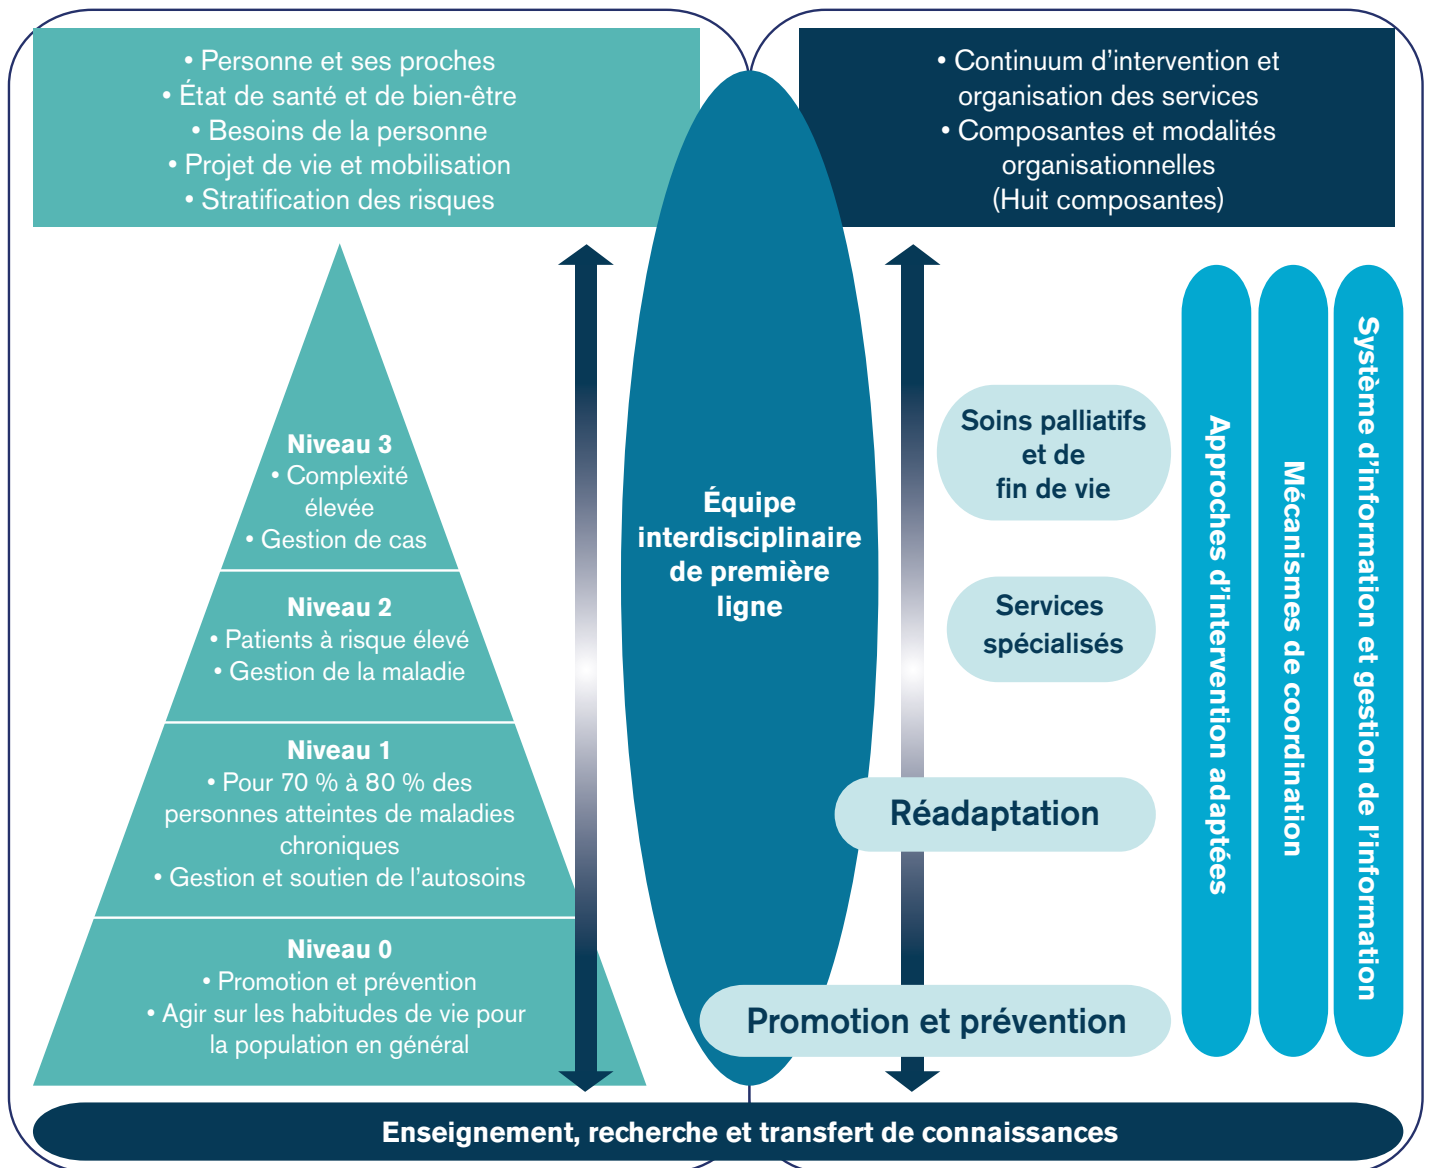 • Personne et ses proches
• État de santé et de bien-être
• Besoins de la personne
• Projet de vie et mobilisation
• Stratification des risques
• Continuum d'intervention et
organisation des services
• Composantes et modalités
organisationnelles
(Huit composantes)
Niveau 3
• Complexité
élevée
• Gestion de cas
Niveau 2
• Patients à risque élevé
• Gestion de la maladie
Niveau 1
• Pour 70 % à 80 % des
personnes atteintes de maladies
chroniques
• Gestion et soutien de l'autosoins
Niveau 0
• Promotion et prévention
• Agir sur les habitudes de vie pour
la population en général
Équipe
interdisciplinaire
de première
ligne
Soins palliatifs
et de
fin de vie
Services
spécialisés
Réadaptation
Promotion et prévention
Approches d'intervention adaptées
Mécanismes de coordination
Système d'information et gestion de l'information
Enseignement, recherche et transfert de connaissances